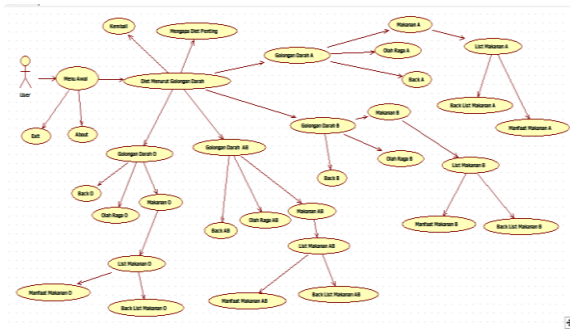 Kembali
Mengapa Diet Penting
Makanan A
Golongan Darah A
Olah Raga A
List Makanan A
Back A
User
Menu Awal
Diet Menurut Golongan Darah
Back List Makanan A
Manfaat Makanan A
Exit
About
Golongan Darah B
Makanan B
Olah Raga B
Back B
List Makanan B
Manfaat Makanan B
Back List Makanan B
Golongan Darah O
Golongan Darah AB
Back O
Olah Raga O
Makanan O
Back AB
Olah Raga AB
Makanan AB
List Makanan AB
List Makanan O
Manfaat Makanan O
Back List Makanan O
Manfaat Makanan AB
Back List Makanan AB